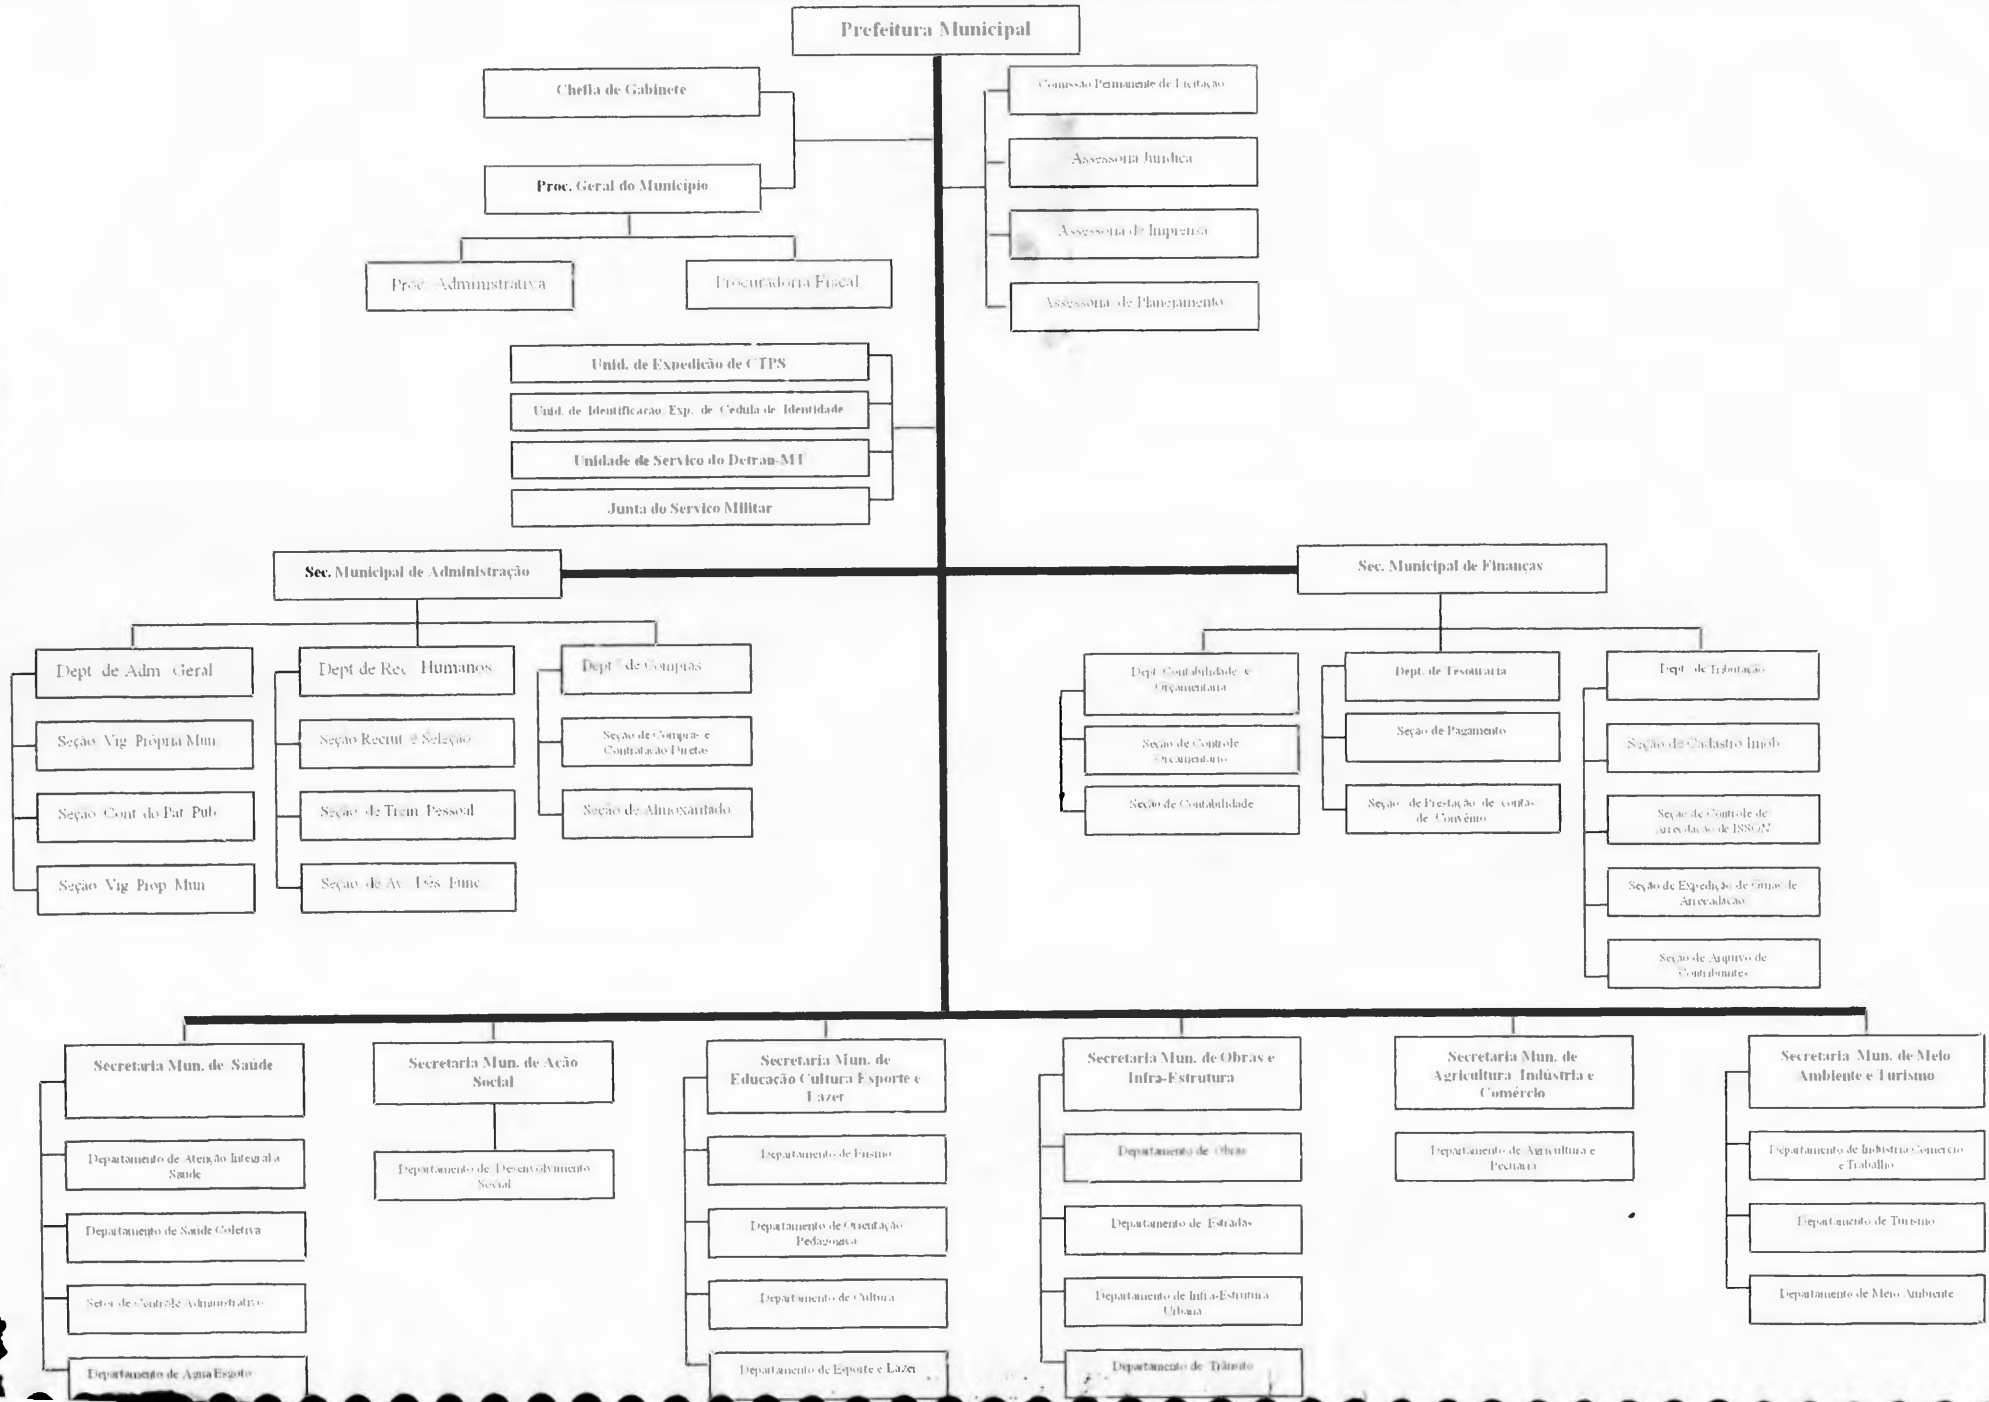 Prefeitura Municipal
Chefia de Gabinete
Comissão Permanente de Licitação
Assessoria Jurídica
Proc. Geral do Município
Assessoria de Imprensa
Proc. Administrativa
Procuradoria Fiscal
Assessoria de Planejamento
Unid. de Expedição de CTPS
Unid. de Identificação Exp. de Cedula de Identidade
Unidade de Serviço do Detran-MT
Junta do Serviço Militar
Sec. Municipal de Administração
Sec. Municipal de Finanças
Dept de Adm Geral
Seção Vig Própria Mun
Seção Cont do Pat Pub
Seção Vig Prop Mun
Dept de Rec Humanos
Seção Recrut e Seleção
Seção de Trein Pessoal
Seção de Av Des Func
Dept de Compras
Seção de Compras e
Contratação Diretas
Seção de Almoxarifado
Dept Contabilidade e
Orçamentária
Seção de Controle
Orçamentário
Seção de Contabilidade
Dept. de Tesouraria
Seção de Pagamento
Seção de Prestação de contas
de Convênio
Dept. de Tributação
Seção de Cadastro Imob
Seção de Controle de
Arrecadação de ISSQN
Seção de Expedição de Guias de
Arrecadação
Seção de Arquivo de
Contribuintes
Secretaria Mun. de Saúde
Departamento de Atenção Integral a
Saúde
Departamento de Saúde Coletiva
Setor de Controle Administrativo
Departamento de Agua Esgoto
Secretaria Mun. de Ação
Social
Departamento de Desenvolvimento
Social
Secretaria Mun. de
Educação Cultura Esporte e
Lazer
Departamento de Ensino
Departamento de Orientação
Pedagogica
Departamento de Cultura
Departamento de Esporte e Lazer
Secretaria Mun. de Obras e
Infra-Estrutura
Departamento de Obras
Departamento de Estradas
Departamento de Infra-Estrutura
Urbana
Departamento de Trânsito
Secretaria Mun. de
Agricultura Indústria e
Comércio
Departamento de Agricultura e
Pecuária
Secretaria Mun. de Meio
Ambiente e Turismo
Departamento de Indústria Comercio
e Trabalho
Departamento de Turismo
Departamento de Meio Ambiente